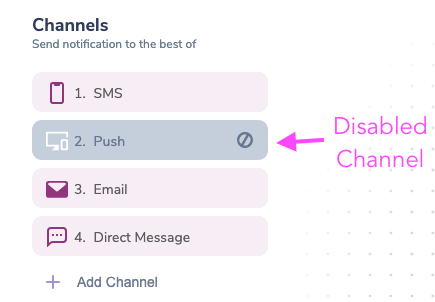 Channels
Send notification to the best of
1. SMS
2. Push
Disabled
Channel
3. Email
4. Direct Message
Add Channel